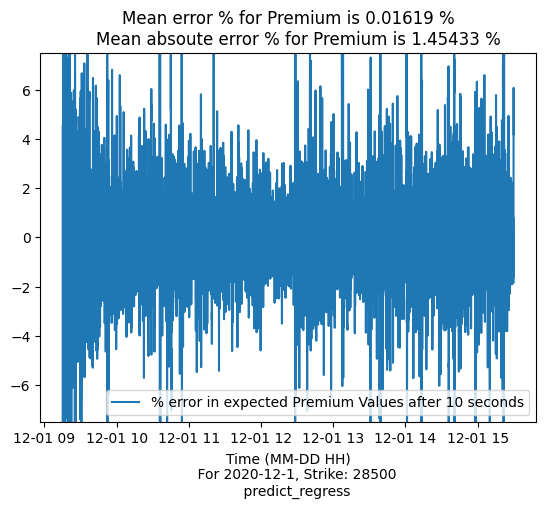 Mean error % for Premium is 0.01619 %
Mean absoute error % for Premium is 1.45433 %
6
4
2
0
−2
−4
−6
% error in expected Premium Values after 10 seconds
12-01 09 12-01 10 12-01 11 12-01 12 12-01 13 12-01 14 12-01 15
Time (MM-DD HH)
For 2020-12-1, Strike: 28500
predict_regress